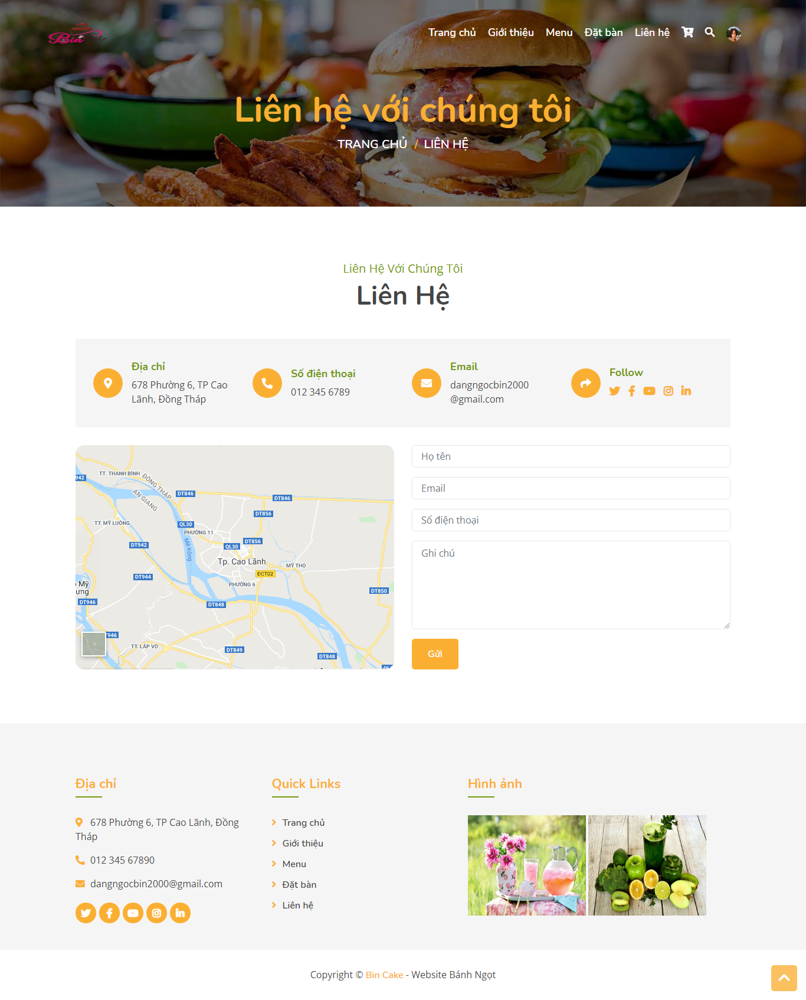 Bin Cake
Trang chủ Giới thiệu Menu Đặt bàn Liên hệ
Liên hệ với chúng tôi
TRANG CHỦ / LIÊN HỆ
Liên Hệ Với Chúng Tôi
Liên Hệ
Địa chỉ
678 Phường 6, TP Cao
Lãnh, Đồng Tháp
Số điện thoại
012 345 6789
Email
dangngocbin2000
@gmail.com
Follow
942
TT. THANH BÌNH
ĐỒNG THÁP
AN GIANG
DT846
DT846
DT856
TT. MỸ LUÔNG
QL30
PHƯỜNG 11
DT942
Mê Kông
QL30
DT856
Tp. Cao Lãnh
MỸ THỌ
ĐCT02
DT944
PHƯỜNG 6
Mỹ
ưng
DT850
DT946
DT848
946
TT. LẤP VÒ
DT849
DT848
Họ tên
Email
Số điện thoại
Ghi chú
Gửi
Địa chỉ
678 Phường 6, TP Cao Lãnh, Đồng
Tháp
012 345 67890
dangngocbin2000@gmail.com
Quick Links
Trang chủ
Giới thiệu
Menu
Đặt bàn
Liên hệ
Hình ảnh
Copyright © Bin Cake - Website Bánh Ngọt